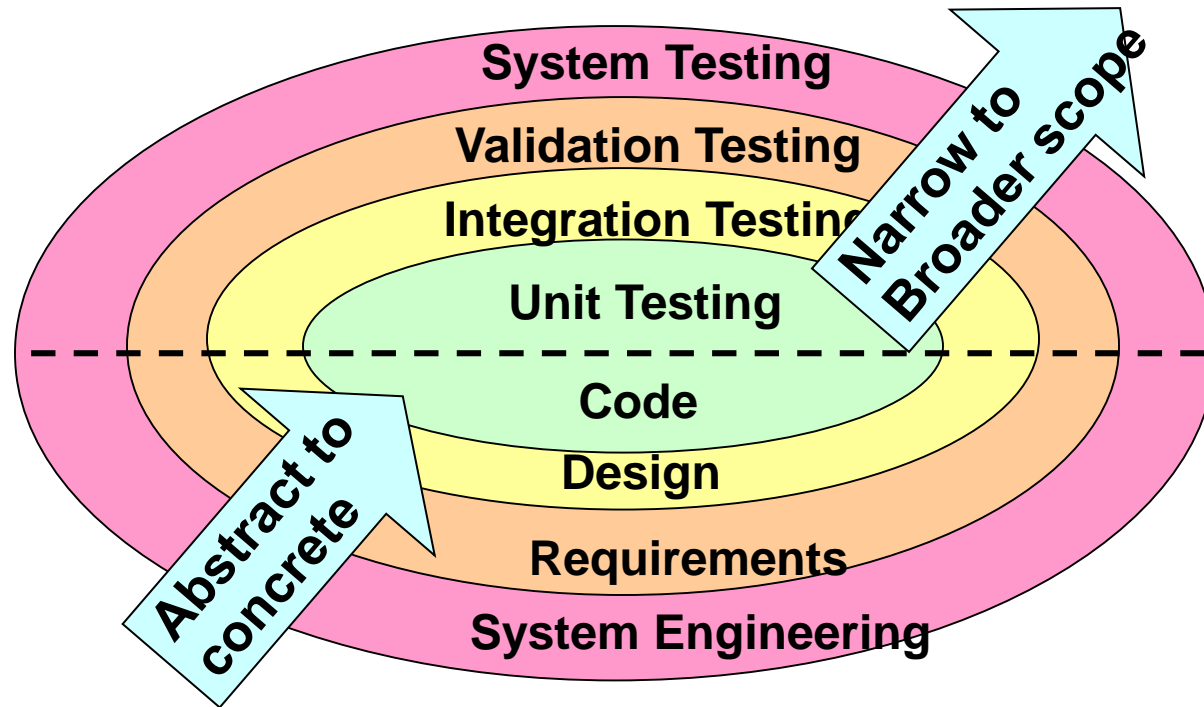 System Testing
Validation Testing
Integration Testing
Unit Testing
Code
Design
Requirements
System Engineering
Narrow to
Broader scope
Abstract to
concrete